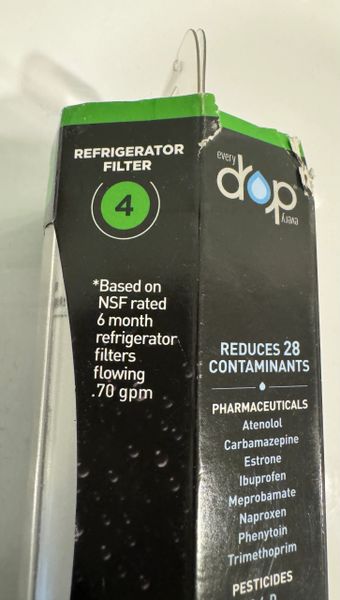 REFRIGERATOR
FILTER
4
*Based on
NSF rated
6 month
refrigerator
filters
flowing
.70 gpm
every
drop
every
REDUCES 28
CONTAMINANTS
PHARMACEUTICALS
Atenolol
Carbamazepine
Estrone
Ibuprofen
Meprobamate
Naproxen
Phenytoin
Trimethoprim
PESTICIDES